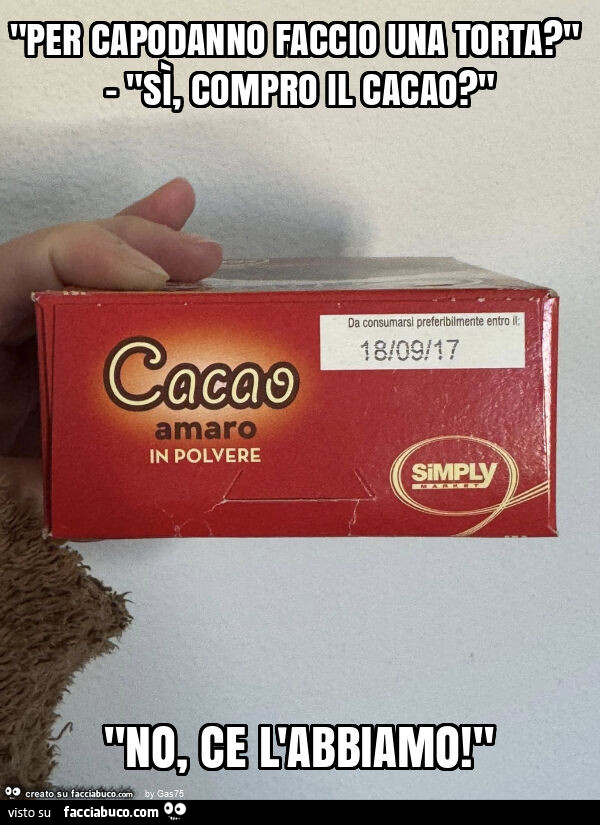 "PER CAPODANNO FACCIO UNA TORTA?"
- "SÌ, COMPRO IL CACAO?"
Da consumarsi preferibilmente entro il:
18/09/17
Cacao
amaro
IN POLVERE
SiMPLY
MARKET
"NO, CE L'ABBIAMO!"
creato su facciabuco.com by Gas75
visto su facciabuco.com